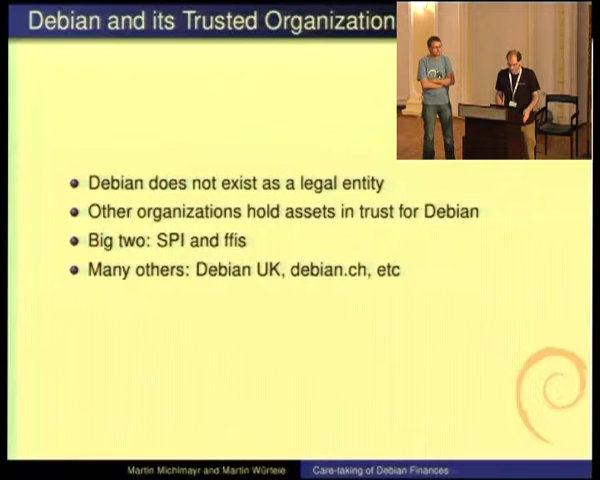 Debian and its Trusted Organization
Debian does not exist as a legal entity
Other organizations hold assets in trust for Debian
Big two: SPI and ffis
Many others: Debian UK, debian.ch, etc
Martin Michlmayr and Martin Würtele
Care-taking of Debian Finances